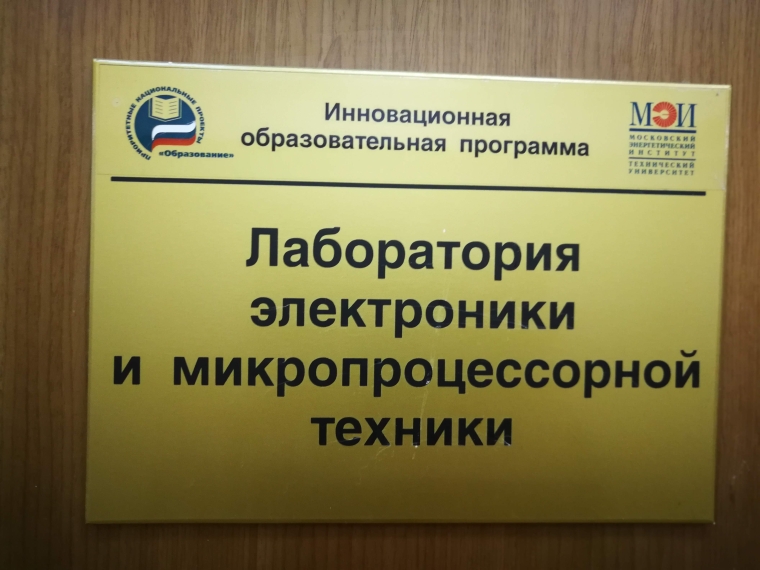 ПРИОРИТЕТНЫЕ НАЦИОНАЛЬНЫЕ ПРОЕКТЫ
«Образование»
Инновационная
образовательная программа
МЭИ
МОСКОВСКИЙ
ЭНЕРГЕТИЧЕСКИЙ
ИНСТИТУТ
ТЕХНИЧЕСКИЙ
УНИВЕРСИТЕТ
Лаборатория
электроники
и микропроцессорной
техники